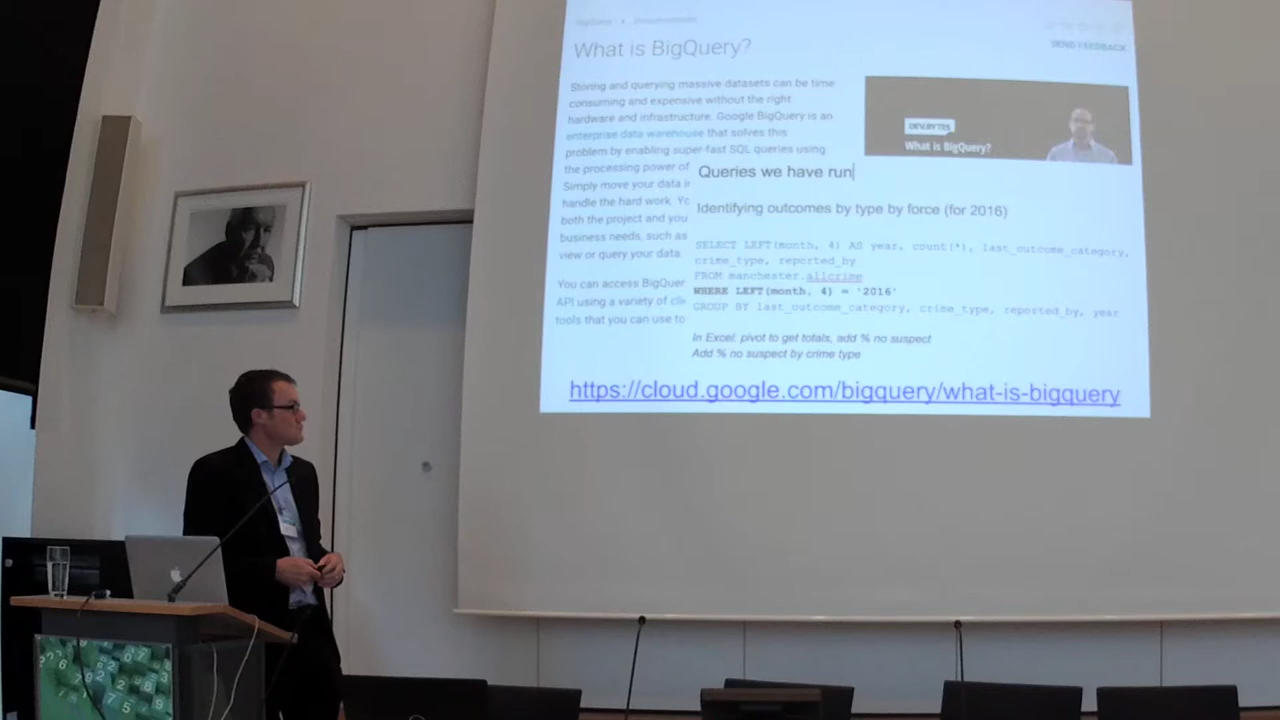 BigQuery
What is BigQuery?
SEND FEEDBACK
Storing and querying massive datasets can be time
consuming and expensive without the right
hardware and infrastructure. Google BigQuery is an
enterprise data warehouse that solves this
problem by enabling super-fast SQL queries using
the processing power of
Simply move your data in
handle the hard work. Yo
both the project and you
business needs, such as
view or query your data.
You can access BigQuer
API using a variety of clie
tools that you can use to
DEVBYTES
What is BigQuery?
Queries we have run
Identifying outcomes by type by force (for 2016)
SELECT LEFT(month, 4) AS year, count(*), last_outcome_category,
crime_type, reported_by
FROM manchester.allcrime
WHERE LEFT(month, 4) = '2016'
GROUP BY last_outcome_category, crime_type, reported_by, year
In Excel: pivot to get totals, add % no suspect
Add % no suspect by crime type
https://cloud.google.com/bigquery/what-is-bigquery